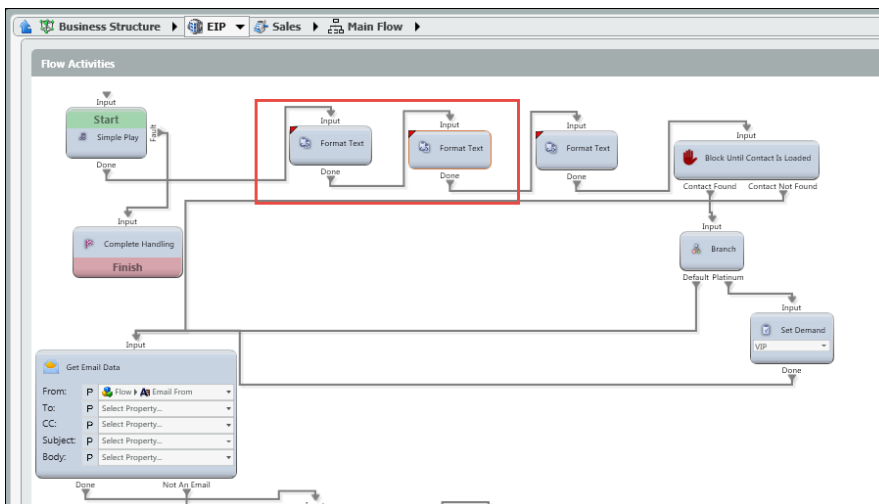 Business Structure EIP Sales Main Flow
Flow Activities
Input
Start
Simple Play
Fault
Done
Input
Format Text
Done
Input
Format Text
Done
Input
Format Text
Done
Input
Block Until Contact Is Loaded
Contact Found Contact Not Found
Input
Complete Handling
Finish
Input
Branch
Default Platinum
Input
Set Demand
VIP
Done
Input
Get Email Data
From: P Flow Email From
To: P Select Property...
CC: P Select Property...
Subject: P Select Property...
Body: P Select Property...
Done Not An Email